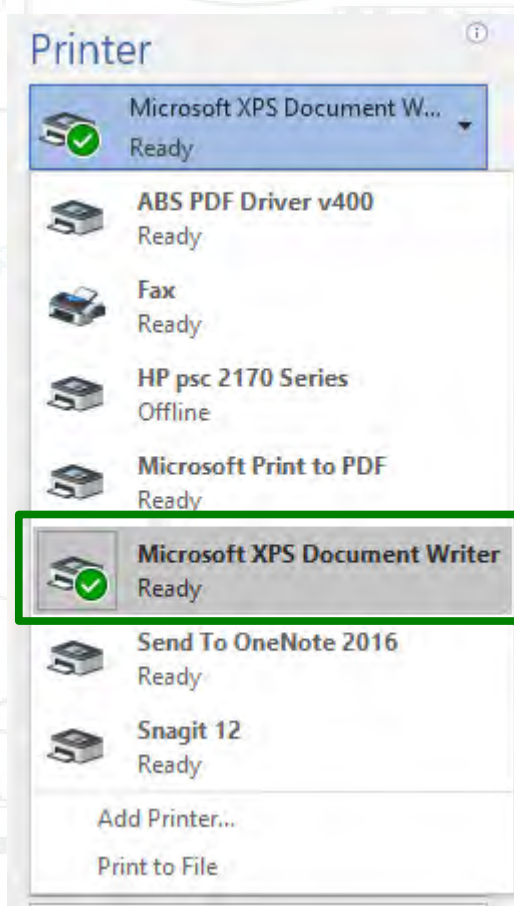 Printer
Microsoft XPS Document W...
Ready
ABS PDF Driver v400
Ready
Fax
Ready
HP psc 2170 Series
Offline
Microsoft Print to PDF
Ready
Microsoft XPS Document Writer
Ready
Send To OneNote 2016
Ready
Snagit 12
Ready
Add Printer...
Print to File